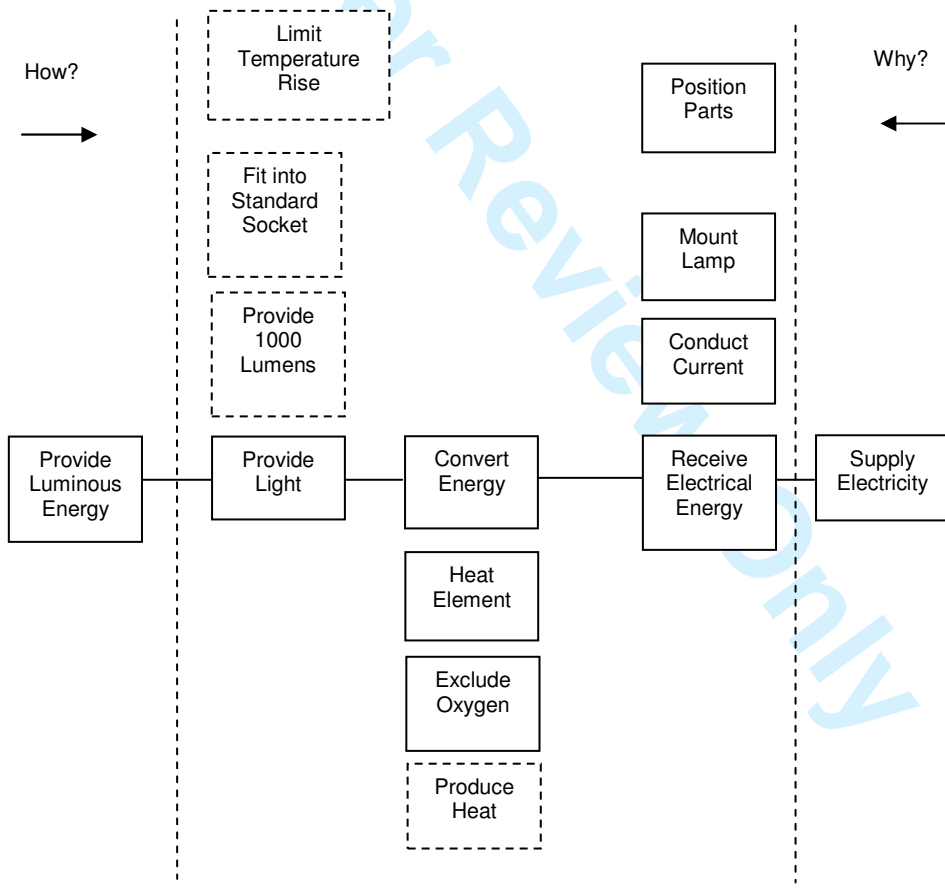 How?
Why?
Limit
Temperature
Rise
Position
Parts
Fit into
Standard
Socket
Mount
Lamp
Provide
1000
Lumens
Conduct
Current
Provide
Luminous
Energy
Provide
Light
Convert
Energy
Receive
Electrical
Energy
Supply
Electricity
Heat
Element
Exclude
Oxygen
Produce
Heat
Review Only